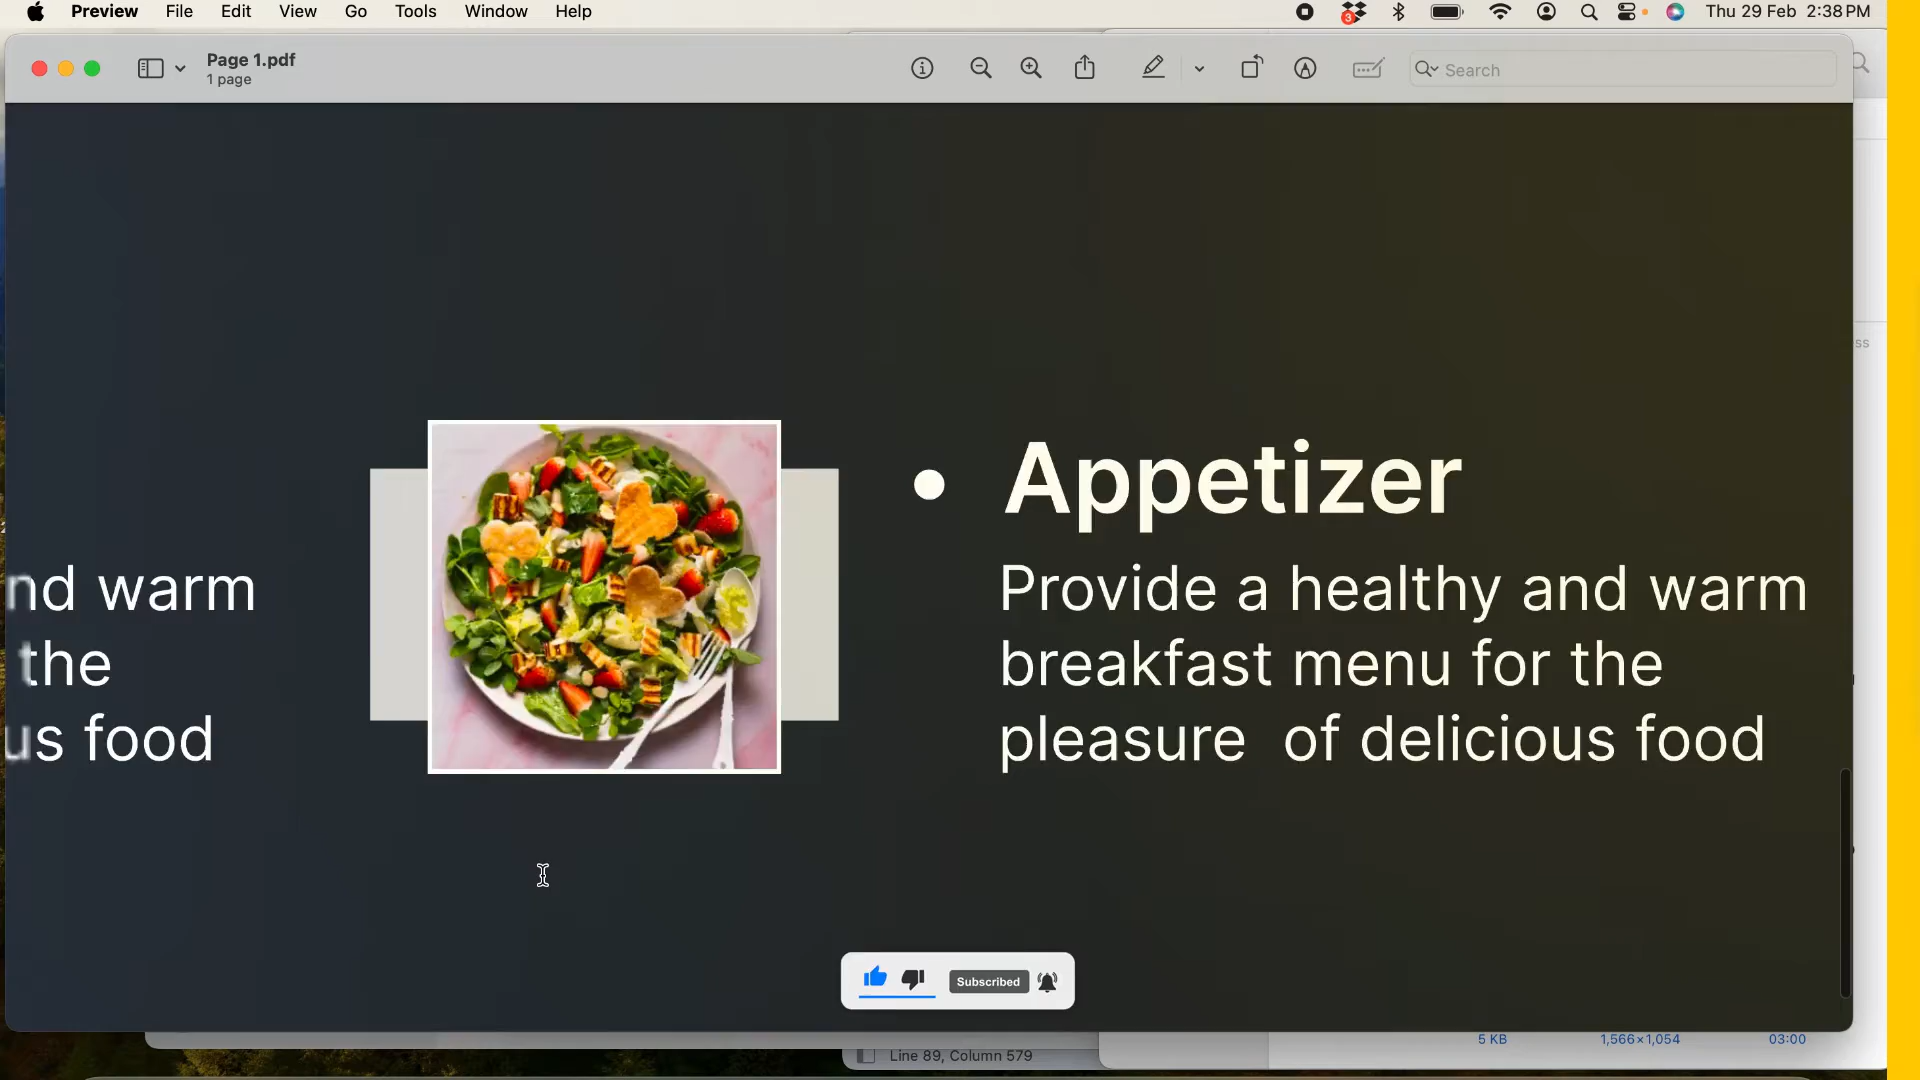 Preview File Edit View Go Tools Window Help 3 Thu 29 Feb 2:38 PM
Page 1.pdf
1 page
Search
ss
Appetizer
nd warm
the
us food
Provide a healthy and warm
breakfast menu for the
pleasure of delicious food
Subscribed
5 KB 1,566×1,054 03:00
Line 89, Column 579